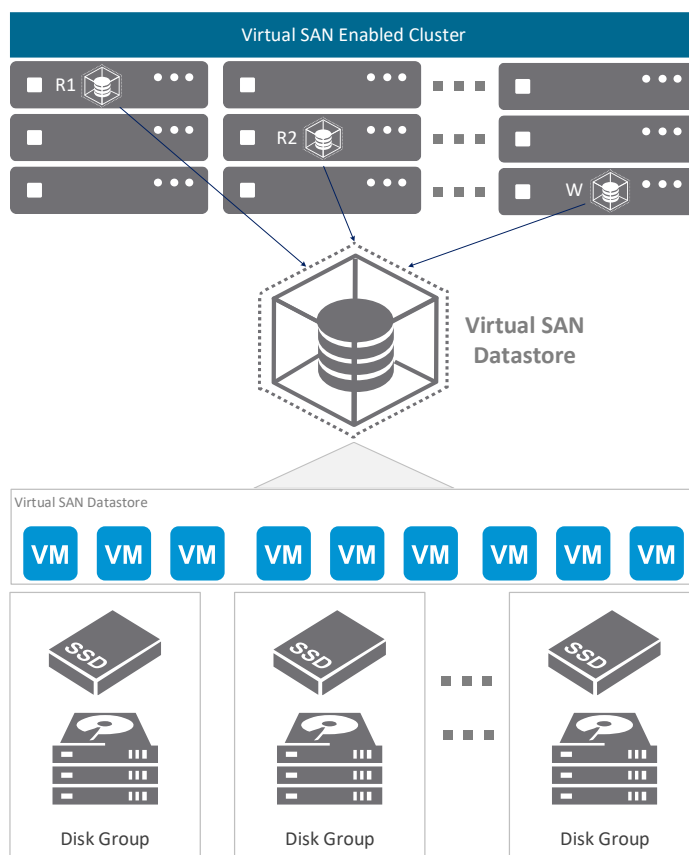 Virtual SAN Enabled Cluster
R1
R2
W
Virtual SAN
Datastore
Virtual SAN Datastore
VM VM VM VM VM VM VM VM VM
SSD SSD SSD
Disk Group Disk Group Disk Group